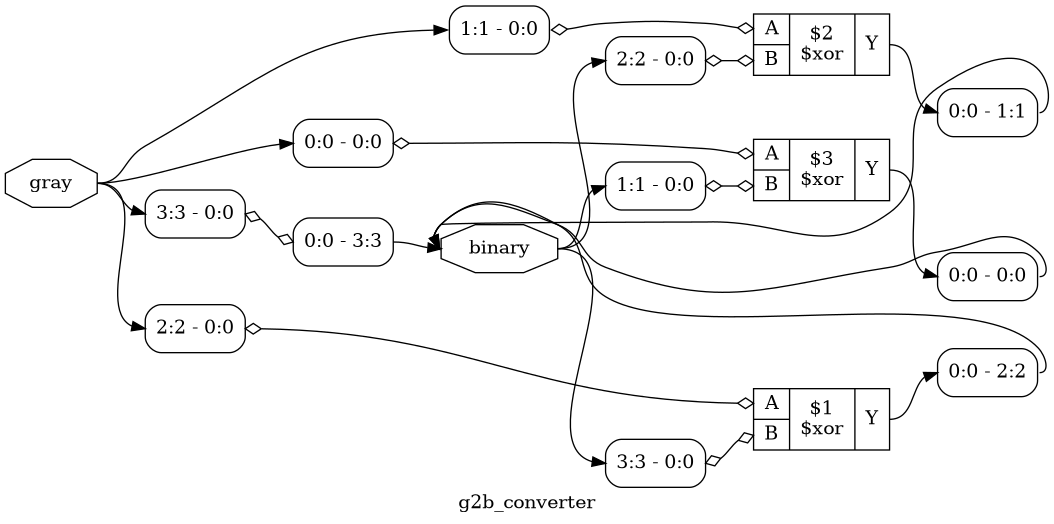 1:1 - 0:0
A
$2
$xor
Y
B
2:2 - 0:0
0:0 - 1:1
0:0 - 0:0
A
$3
$xor
Y
B
gray
1:1 - 0:0
3:3 - 0:0
0:0 - 3:3
binary
0:0 - 0:0
2:2 - 0:0
0:0 - 2:2
A
$1
$xor
Y
B
3:3 - 0:0
g2b_converter